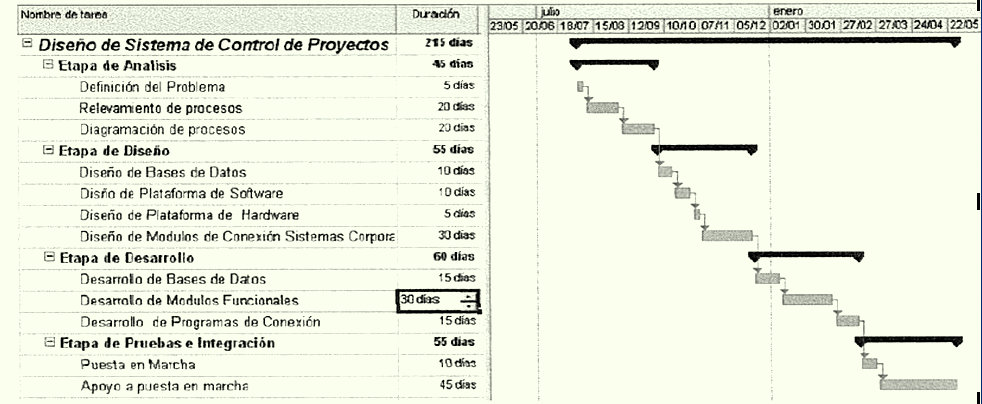 Nombre de tarea Duración julio enero
23/05 20/06 18/07 15/08 12/09 10/10 07/11 05/12 02/01 30/01 27/02 27/03 24/04 22/05
Diseño de Sistema de Control de Proyectos 215 días
Etapa de Analisis 45 días
Definición del Problema 5 días
Relevamiento de procesos 20 días
Diagramación de procesos 20 días
Etapa de Diseño 55 días
Diseño de Bases de Datos 10 días
Disño de Plataforma de Software 10 días
Diseño de Plataforma de Hardware 5 días
Diseño de Modulos de Conexión Sistemas Corpora 30 días
Etapa de Desarrollo 60 días
Desarrollo de Bases de Datos 15 días
Desarrollo de Modulos Funcionales 30 días
Desarrollo de Programas de Conexión 15 días
Etapa de Pruebas e Integración 55 días
Puesta en Marcha 10 días
Apoyo a puesta en marcha 45 días